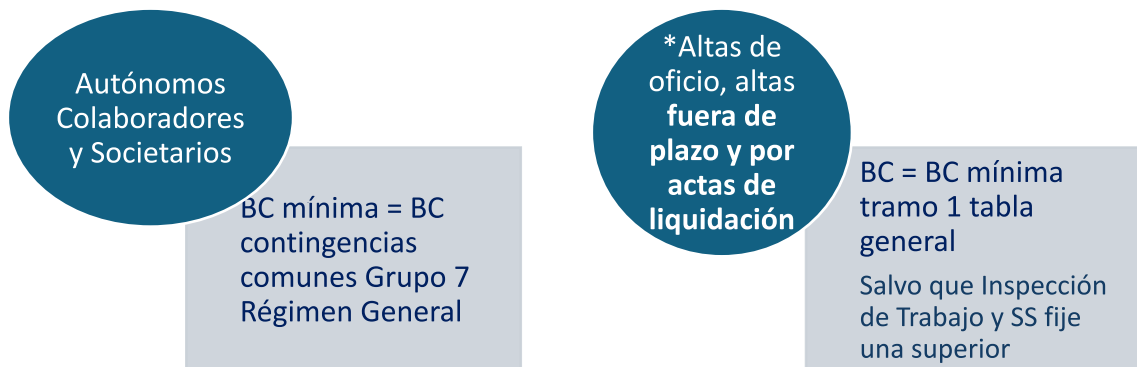 Autónomos
Colaboradores
y Societarios
BC mínima = BC
contingencias
comunes Grupo 7
Régimen General
*Altas de
oficio, altas
fuera de
plazo y por
actas de
liquidación
BC = BC mínima
tramo 1 tabla
general
Salvo que Inspección
de Trabajo y SS fije
una superior